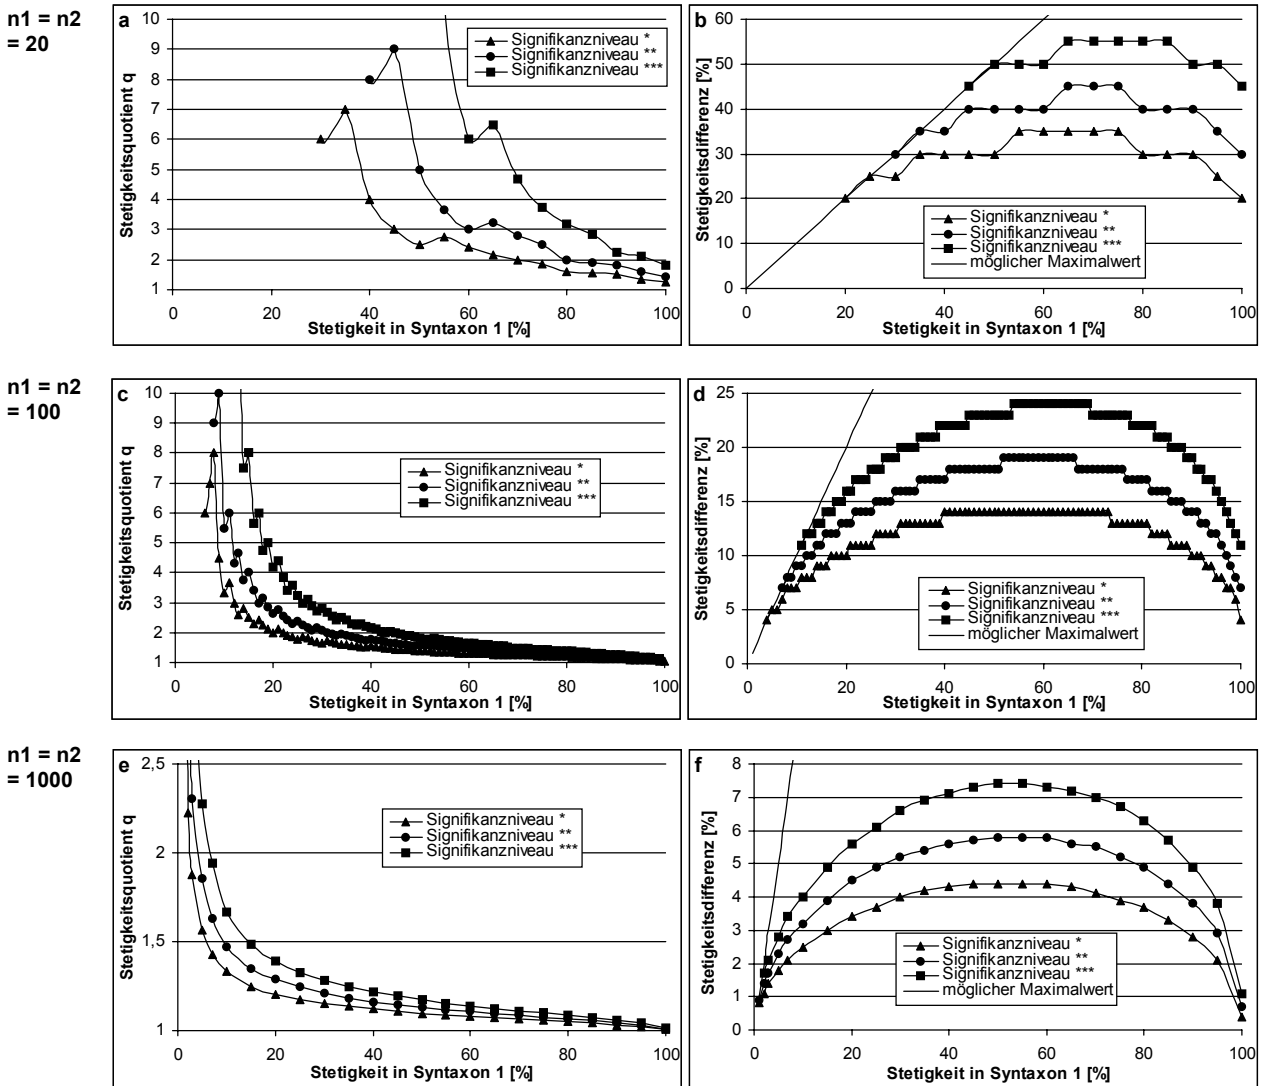 n1 = n2
= 20
a
10
9
8
7
6
5
4
3
2
1
Stetigkeitsquotient q
Signifikanzniveau *
Signifikanzniveau **
Signifikanzniveau ***
0
20
40
60
80
100
Stetigkeit in Syntaxon 1 [%]
b
60
50
40
30
20
10
0
Stetigkeitsdifferenz [%]
Signifikanzniveau *
Signifikanzniveau **
Signifikanzniveau ***
möglicher Maximalwert
0
20
40
60
80
100
Stetigkeit in Syntaxon 1 [%]
n1 = n2
= 100
c
10
9
8
7
6
5
4
3
2
1
Stetigkeitsquotient q
Signifikanzniveau *
Signifikanzniveau **
Signifikanzniveau ***
0
20
40
60
80
100
Stetigkeit in Syntaxon 1 [%]
d
25
20
15
10
5
0
Stetigkeitsdifferenz [%]
Signifikanzniveau *
Signifikanzniveau **
Signifikanzniveau ***
möglicher Maximalwert
0
20
40
60
80
100
Stetigkeit in Syntaxon 1 [%]
n1 = n2
= 1000
e
2,5
2
1,5
1
Stetigkeitsquotient q
Signifikanzniveau *
Signifikanzniveau **
Signifikanzniveau ***
0
20
40
60
80
100
Stetigkeit in Syntaxon 1 [%]
f
8
7
6
5
4
3
2
1
0
Stetigkeitsdifferenz [%]
Signifikanzniveau *
Signifikanzniveau **
Signifikanzniveau ***
möglicher Maximalwert
0
20
40
60
80
100
Stetigkeit in Syntaxon 1 [%]